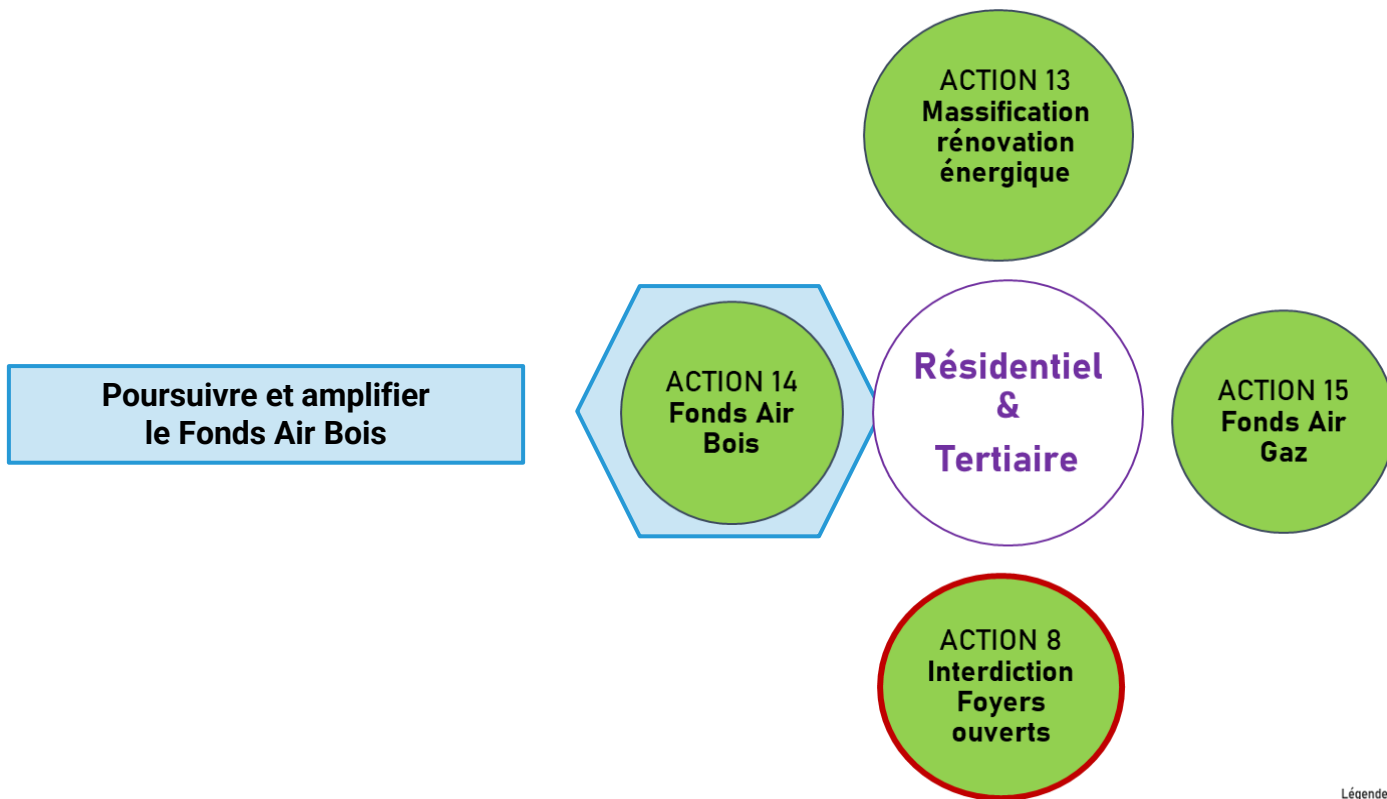 ACTION 13
Massification
rénovation
énergique
Poursuivre et amplifier
le Fonds Air Bois
ACTION 14
Fonds Air
Bois
Résidentiel
&
Tertiaire
ACTION 15
Fonds Air
Gaz
ACTION 8
Interdiction
Foyers
ouverts
Légende